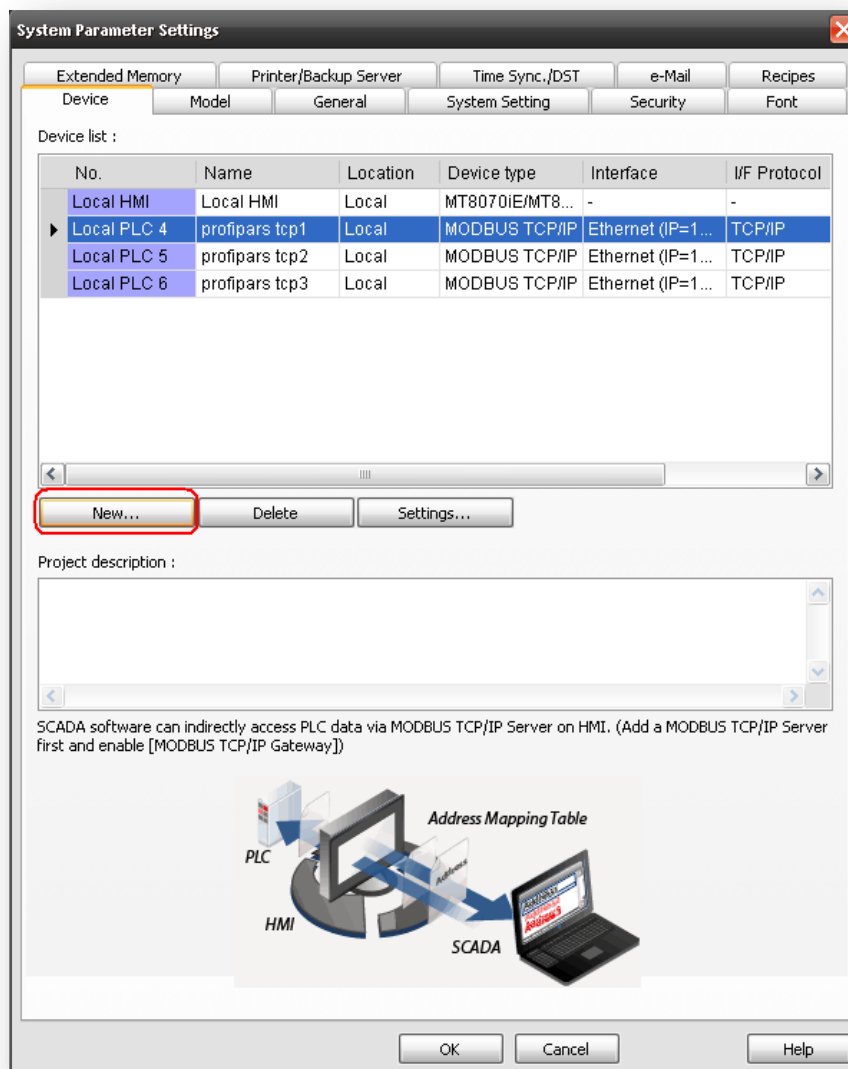 System Parameter Settings
Extended Memory Printer/Backup Server Time Sync./DST e-Mail Recipes
Device Model General System Setting Security Font
Device list :
No. Name Location Device type Interface I/F Protocol
Local HMI Local HMI Local MT8070iE/MT8... - -
Local PLC 4 profipars tcp1 Local MODBUS TCP/IP Ethernet (IP=1... TCP/IP
Local PLC 5 profipars tcp2 Local MODBUS TCP/IP Ethernet (IP=1... TCP/IP
Local PLC 6 profipars tcp3 Local MODBUS TCP/IP Ethernet (IP=1... TCP/IP
New... Delete Settings...
Project description :
SCADA software can indirectly access PLC data via MODBUS TCP/IP Server on HMI. (Add a MODBUS TCP/IP Server
first and enable [MODBUS TCP/IP Gateway])
Address Mapping Table
PLC
Address
HMI
SCADA
OK Cancel Help